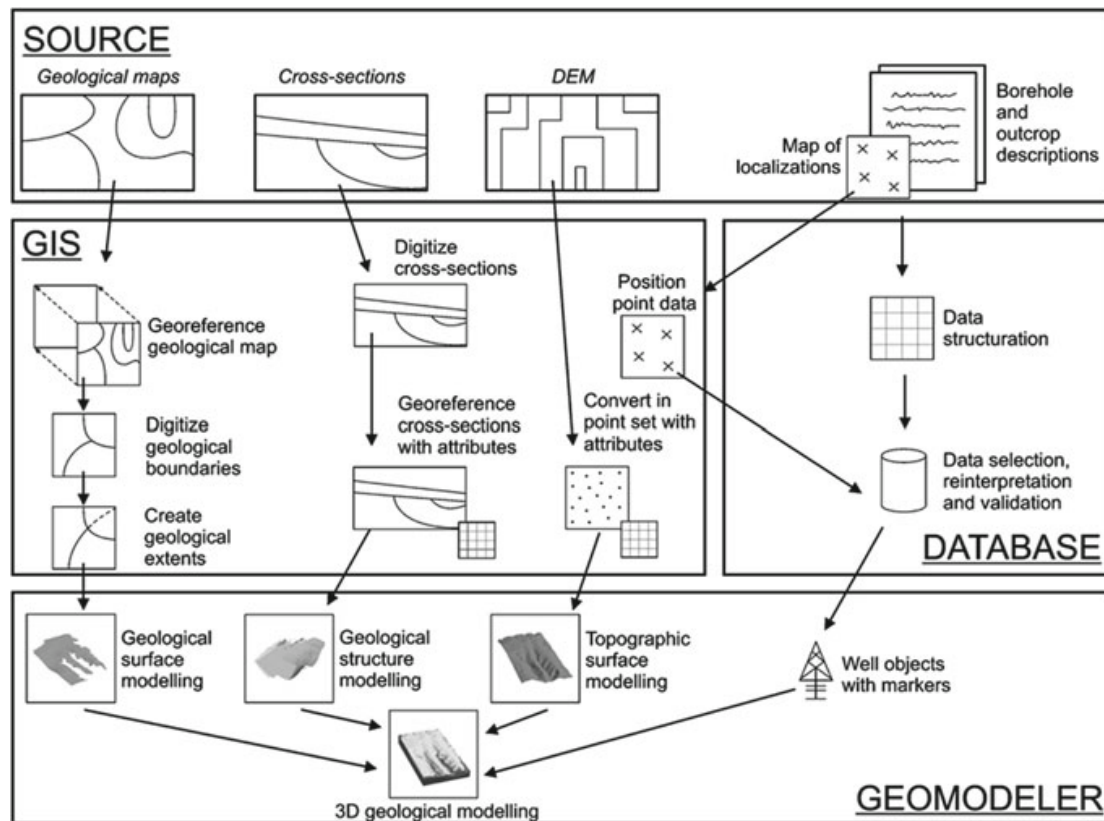 SOURCE
Geological maps
Cross-sections
DEM
Map of
localizations
Borehole
and
outcrop
descriptions
GIS
Georeference
geological map
Digitize
geological
boundaries
Create
geological
extents
Digitize
cross-sections
Georeference
cross-sections
with attributes
Convert in
point set with
attributes
Position
point data
Data
structuration
Data selection,
reinterpretation
and validation
DATABASE
Geological
surface
modelling
Geological
structure
modelling
Topographic
surface
modelling
Well objects
with markers
3D geological modelling
GEOMODELER